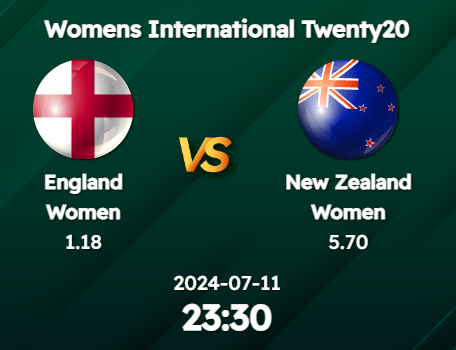 Womens International Twenty20
VS
England
Women
1.18
New Zealand
Women
5.70
2024-07-11
23:30